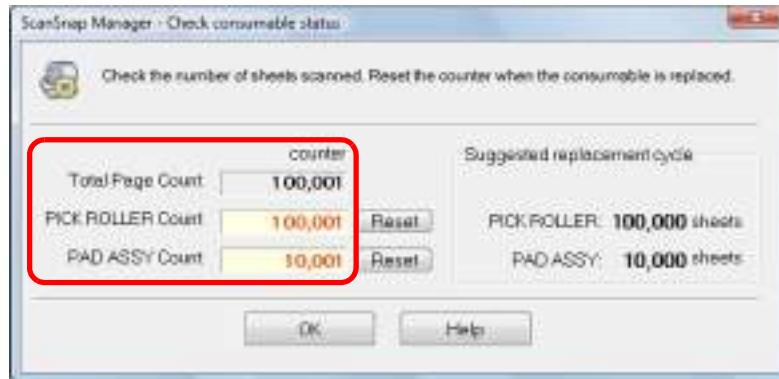 ScanSnap Manager - Check consumable status
Check the number of sheets scanned. Reset the counter when the consumable is replaced.
counter
Total Page Count 100,001
PICK ROLLER Count 100,001 Reset
PAD ASSY Count 10,001 Reset
Suggested replacement cycle
PICK ROLLER: 100,000 sheets
PAD ASSY: 10,000 sheets
OK Help